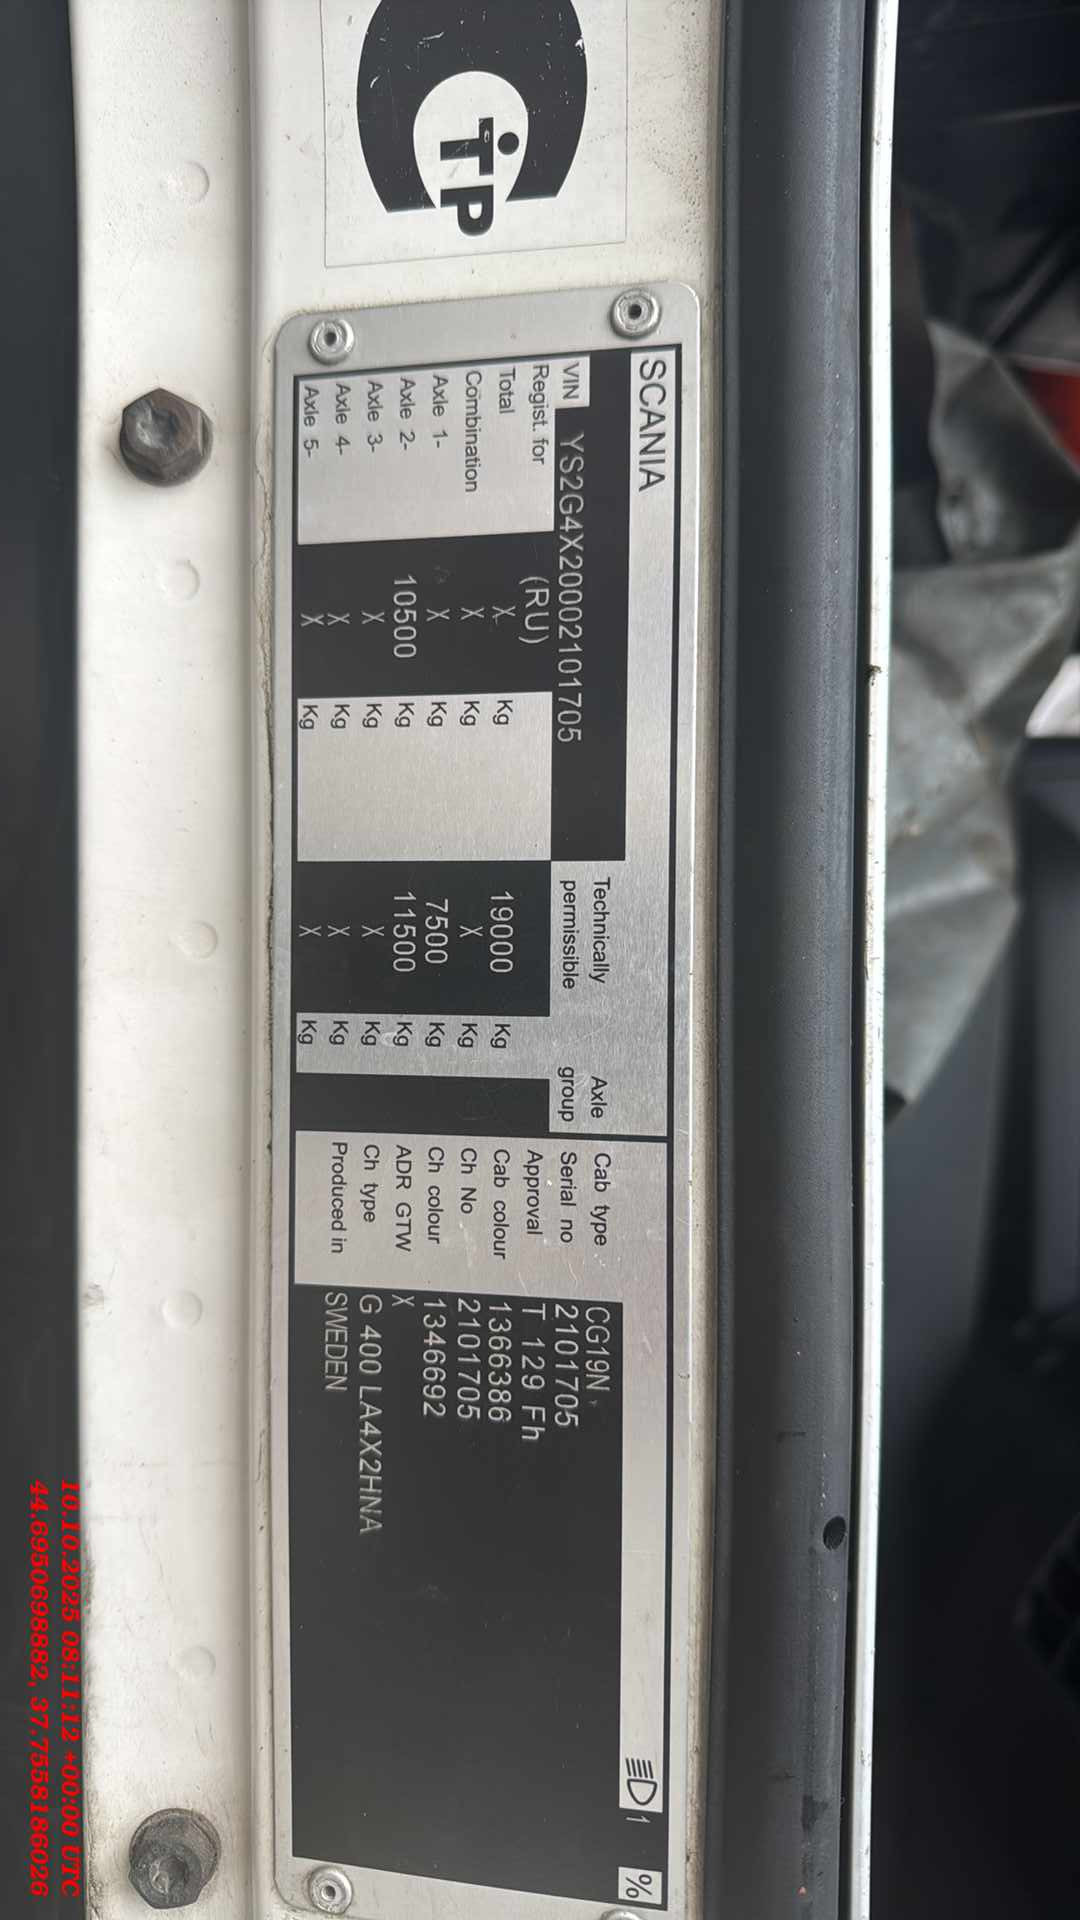 TP
SCANIA
VIN YS2G4X20002101705
Regist. for (RU)
Technically permissible
Axle group
Total X Kg 19000 Kg
Combination X Kg X Kg
Axle 1- X Kg 7500 Kg
Axle 2- 10500 Kg 11500 Kg
Axle 3- X Kg X Kg
Axle 4- X Kg X Kg
Axle 5- X Kg X Kg
Cab type CG19N
Serial no 2101705
Approval T 129 Fh
Cab colour 1366386
Ch No 2101705
Ch colour 1346692
ADR GTW X
Ch type G 400 LA4X2HNA
Produced in SWEDEN
1 %
10.10.2025 08:11:12 +00:00 UTC
44.6950698882, 37.7558186026